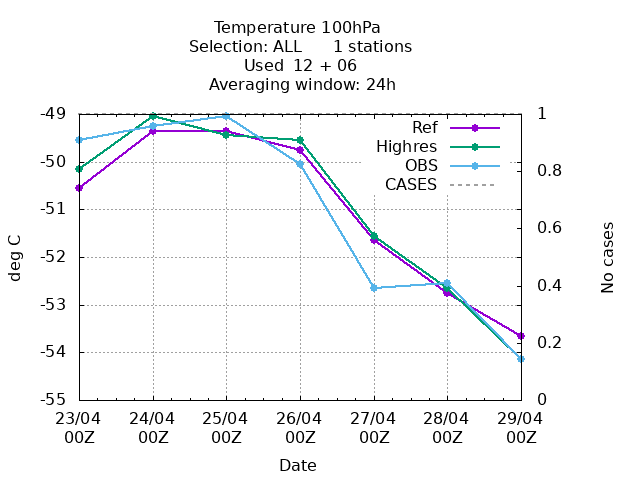 Temperature 100hPa
Selection: ALL 1 stations
Used 12 + 06
Averaging window: 24h
-49
-50
-51
-52
-53
-54
-55
deg C
1
0.8
0.6
0.4
0.2
0
No cases
Ref
Highres
OBS
CASES
23/04 24/04 25/04 26/04 27/04 28/04 29/04
00Z 00Z 00Z 00Z 00Z 00Z 00Z
Date